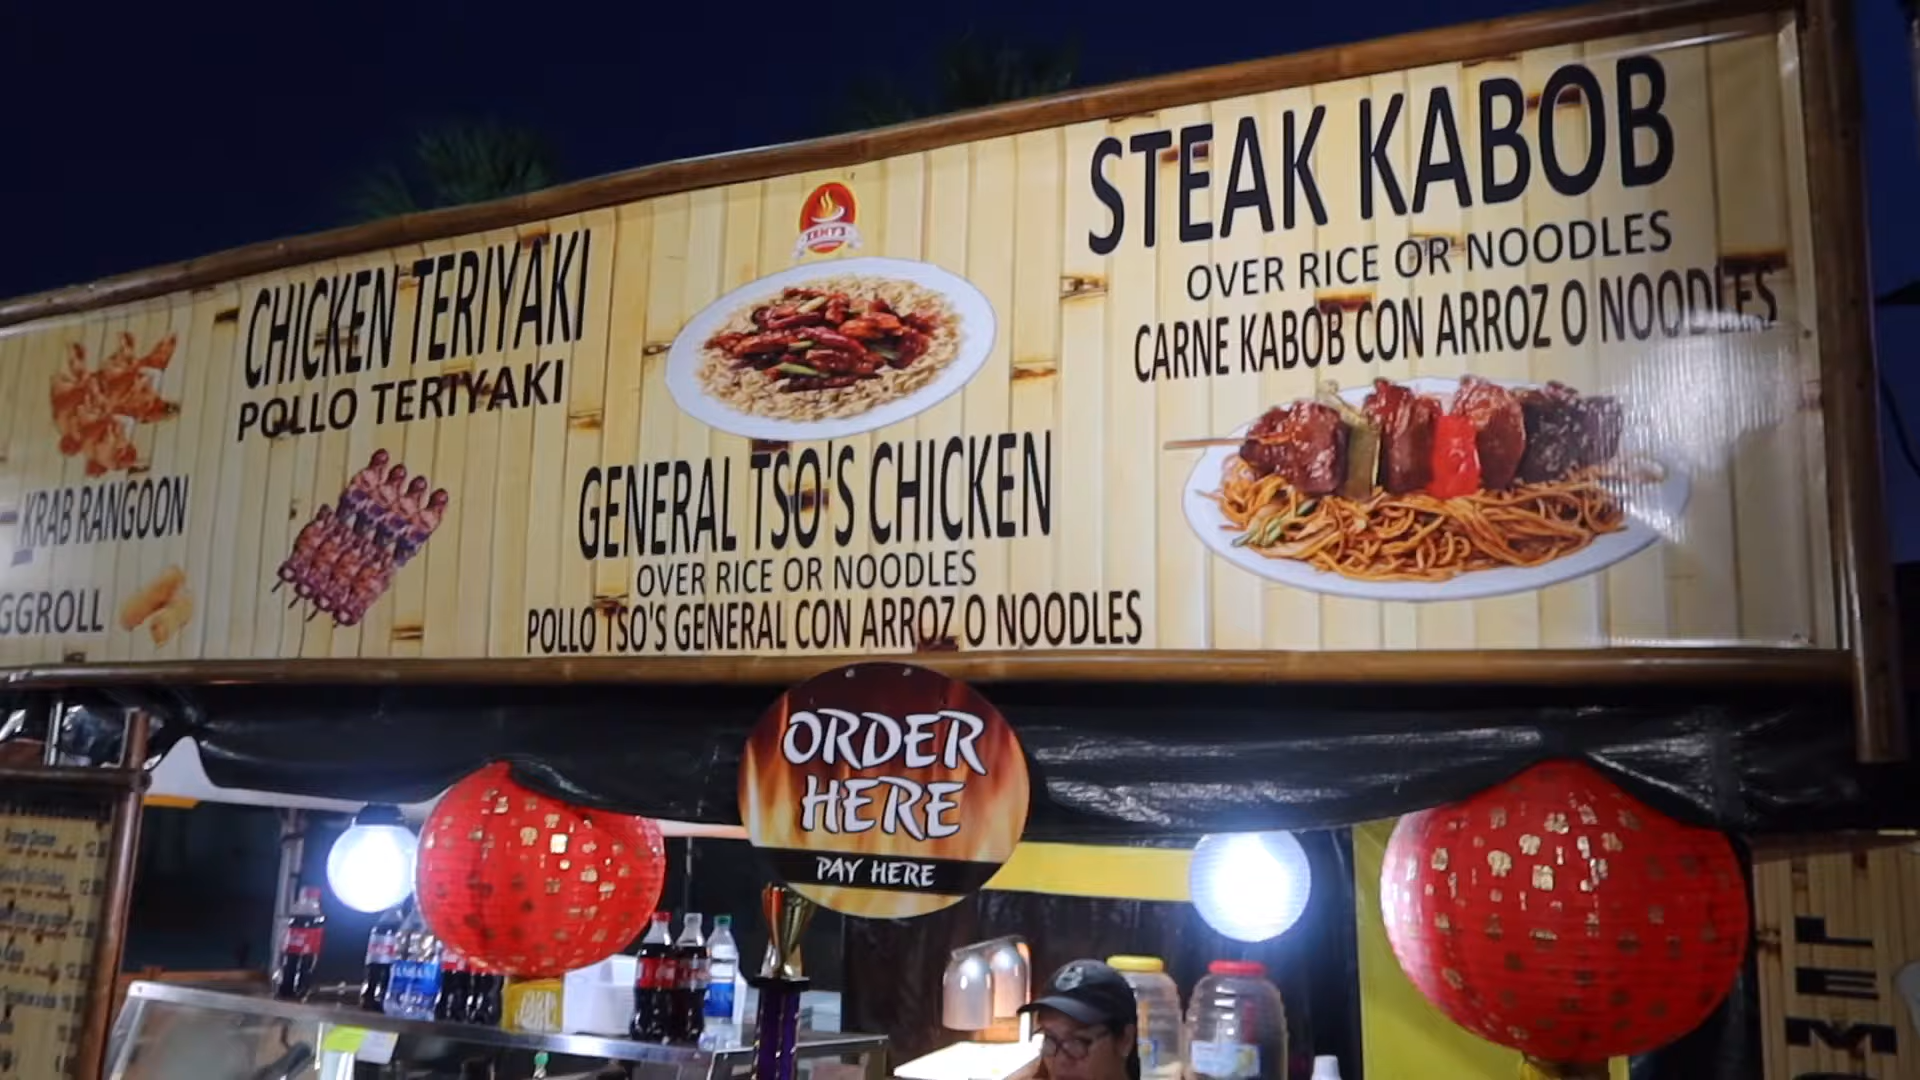 KRAB RANGOON
GGROLL
CHICKEN TERIYAKI
POLLO TERIYAKI
GENERAL TSO'S CHICKEN
OVER RICE OR NOODLES
POLLO TSO'S GENERAL CON ARROZ O NOODLES
STEAK KABOB
OVER RICE OR NOODLES
CARNE KABOB CON ARROZ O NOODLES
ORDER
HERE
PAY HERE